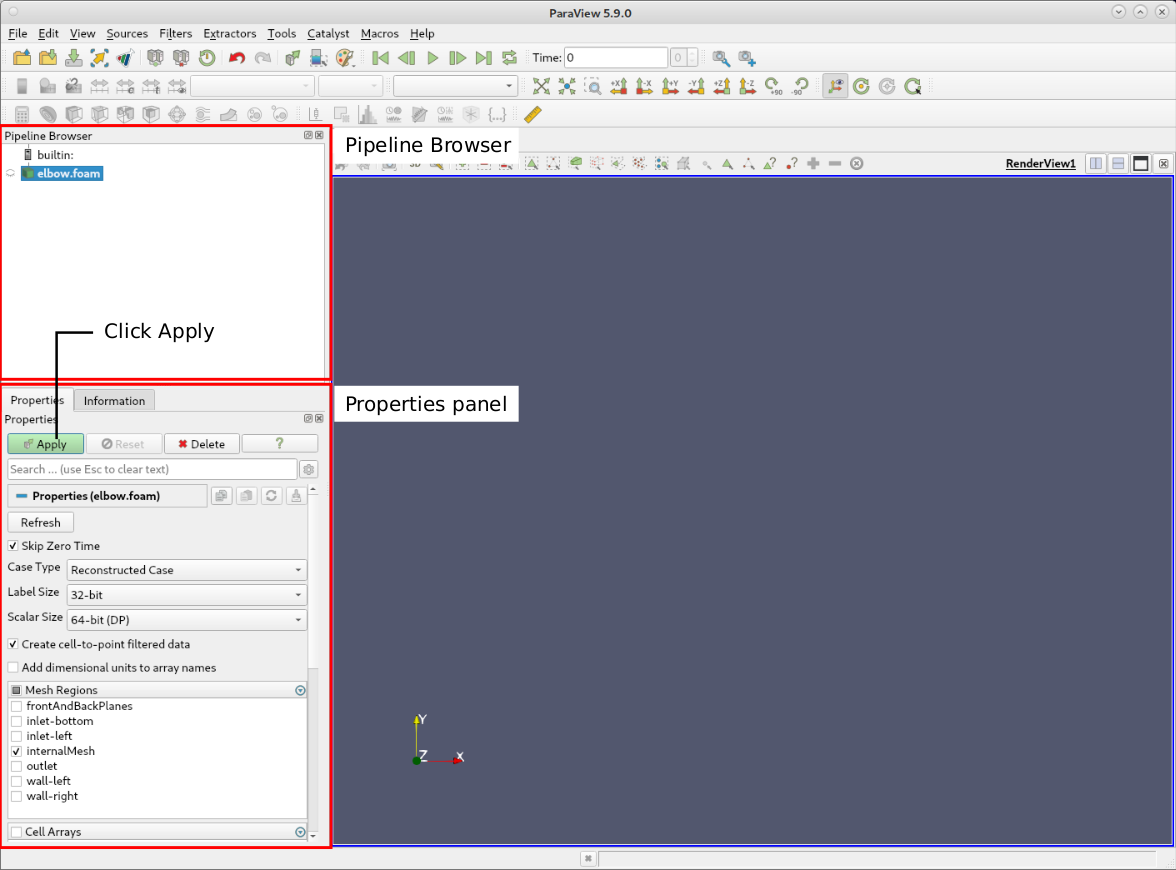 ParaView 5.9.0
File Edit View Sources Filters Extractors Tools Catalyst Macros Help
Time: 0 0
+X -X +Y -Y +Z -Z +90 -90
Pipeline Browser
Pipeline Browser
builtin:
RenderView1
elbow.foam
Click Apply
Properties Information
Properties panel
Properties
Apply Reset Delete ?
Search ... (use Esc to clear text)
Properties (elbow.foam)
Refresh
Skip Zero Time
Case Type Reconstructed Case
Label Size 32-bit
Scalar Size 64-bit (DP)
Create cell-to-point filtered data
Add dimensional units to array names
Mesh Regions
frontAndBackPlanes
inlet-bottom
inlet-left
internalMesh
outlet
wall-left
wall-right
Cell Arrays
Y
Z X